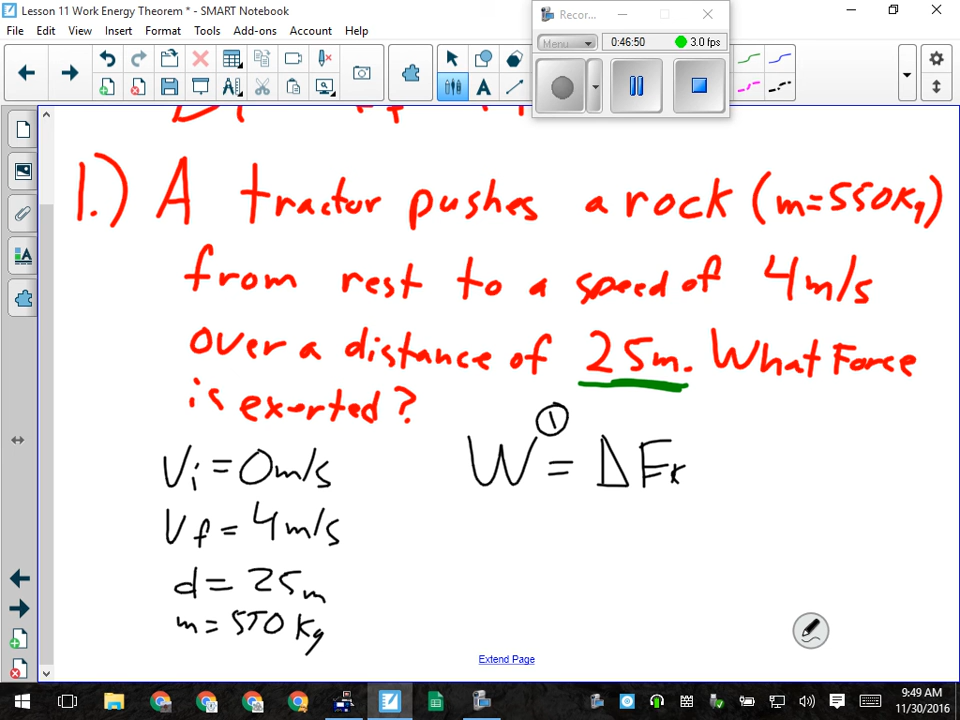 Lesson 11 Work Energy Theorem * - SMART Notebook
Recor...
File Edit View Insert Format Tools Add-ons Account Help
Menu
0:46:50
3.0 fps
1.) A tractor pushes a rock (m=550Kg)
from rest to a speed of 4m/s
over a distance of 25m. What Force
is exerted?
Vi = 0m/s
Vf = 4m/s
d = 25m
m = 550 Kg
①
W = ΔEK
Extend Page
9:49 AM
11/30/2016